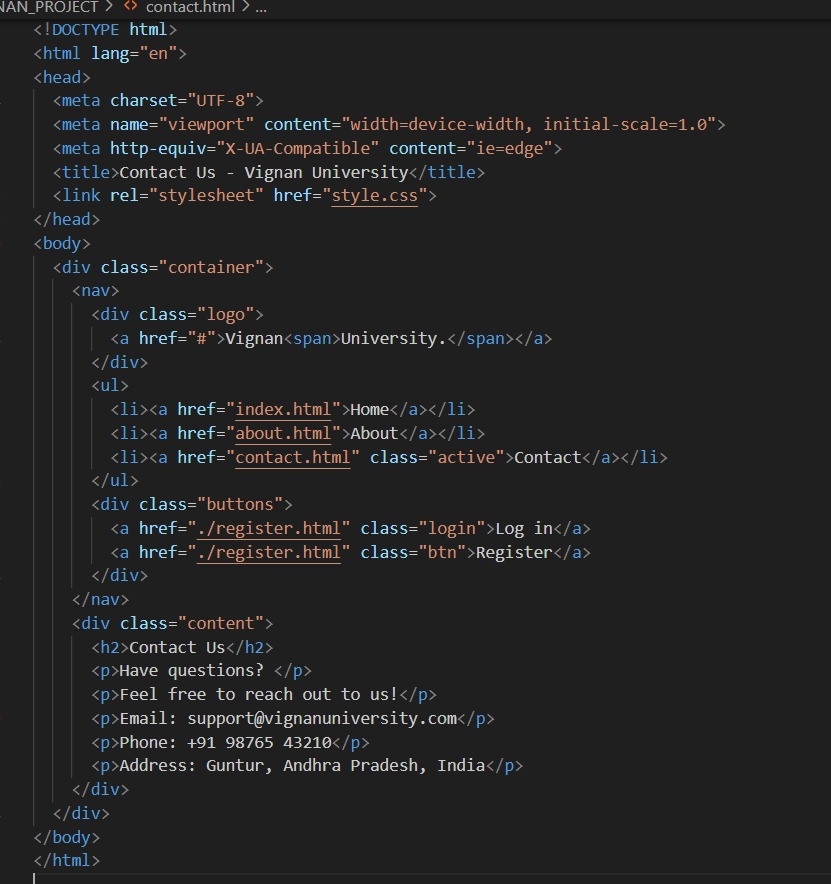 NAN_PROJECT > <> contact.html > ...
<!DOCTYPE html>
<html lang="en">
<head>
  <meta charset="UTF-8">
  <meta name="viewport" content="width=device-width, initial-scale=1.0">
  <meta http-equiv="X-UA-Compatible" content="ie=edge">
  <title>Contact Us - Vignan University</title>
  <link rel="stylesheet" href="style.css">
</head>
<body>
  <div class="container">
    <nav>
      <div class="logo">
        <a href="#">Vignan<span>University.</span></a>
      </div>
      <ul>
        <li><a href="index.html">Home</a></li>
        <li><a href="about.html">About</a></li>
        <li><a href="contact.html" class="active">Contact</a></li>
      </ul>
      <div class="buttons">
        <a href="./register.html" class="login">Log in</a>
        <a href="./register.html" class="btn">Register</a>
      </div>
    </nav>
    <div class="content">
      <h2>Contact Us</h2>
      <p>Have questions? </p>
      <p>Feel free to reach out to us!</p>
      <p>Email: support@vignanuniversity.com</p>
      <p>Phone: +91 98765 43210</p>
      <p>Address: Guntur, Andhra Pradesh, India</p>
    </div>
  </div>
</body>
</html>